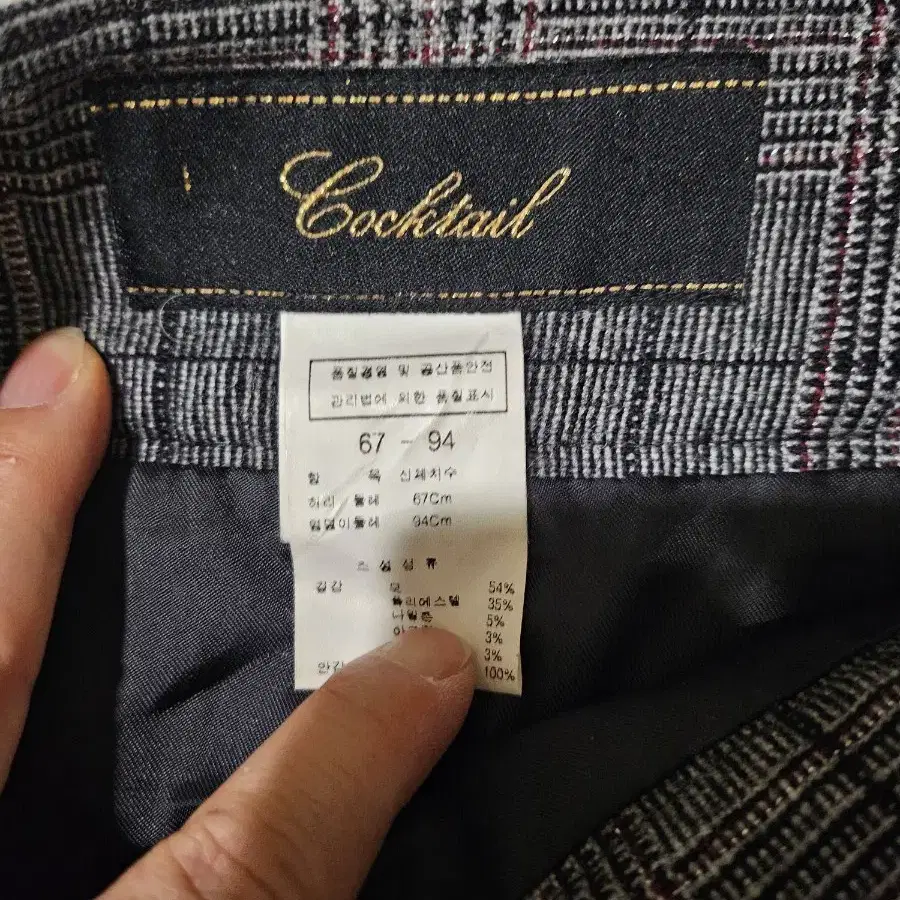 Cocktail
품질경영 및 공산품안전
관리법에 의한 품질표시
67 - 94
항 목 신체치수
허리 둘레 67Cm
엉덩이둘레 94Cm
조 성 섬 유
겉감 모 54%
폴리에스텔 35%
나일론 5%
3%
3%
안감 100%